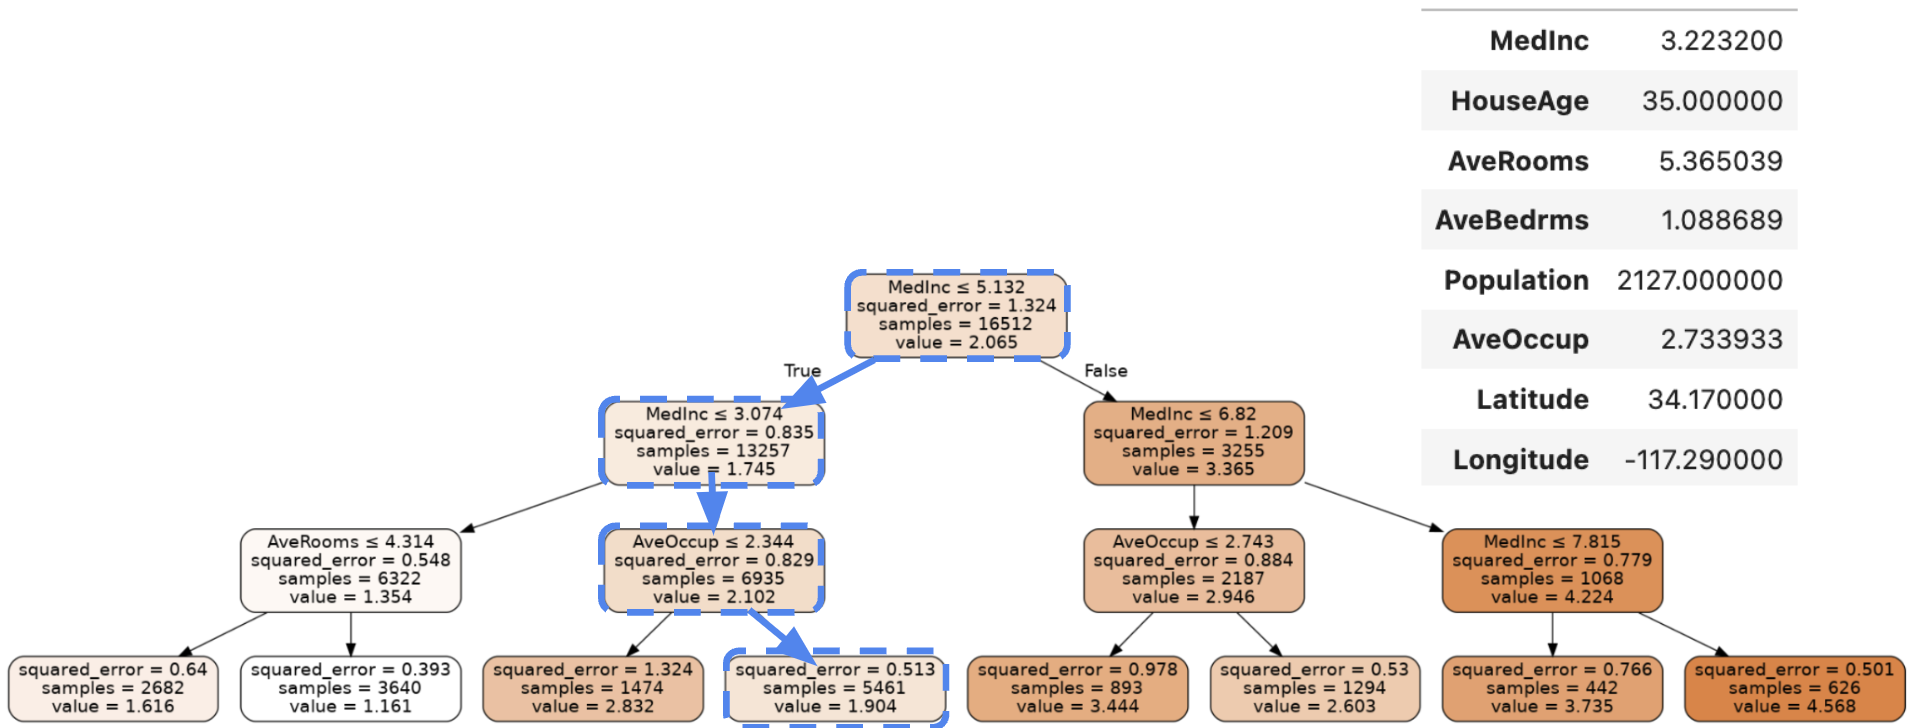 MedInc 3.223200
HouseAge 35.000000
AveRooms 5.365039
AveBedrms 1.088689
Population 2127.000000
AveOccup 2.733933
Latitude 34.170000
Longitude -117.290000
MedInc ≤ 5.132
squared_error = 1.324
samples = 16512
value = 2.065
True
False
MedInc ≤ 3.074
squared_error = 0.835
samples = 13257
value = 1.745
MedInc ≤ 6.82
squared_error = 1.209
samples = 3255
value = 3.365
AveRooms ≤ 4.314
squared_error = 0.548
samples = 6322
value = 1.354
AveOccup ≤ 2.344
squared_error = 0.829
samples = 6935
value = 2.102
AveOccup ≤ 2.743
squared_error = 0.884
samples = 2187
value = 2.946
MedInc ≤ 7.815
squared_error = 0.779
samples = 1068
value = 4.224
squared_error = 0.64
samples = 2682
value = 1.616
squared_error = 0.393
samples = 3640
value = 1.161
squared_error = 1.324
samples = 1474
value = 2.832
squared_error = 0.513
samples = 5461
value = 1.904
squared_error = 0.978
samples = 893
value = 3.444
squared_error = 0.53
samples = 1294
value = 2.603
squared_error = 0.766
samples = 442
value = 3.735
squared_error = 0.501
samples = 626
value = 4.568